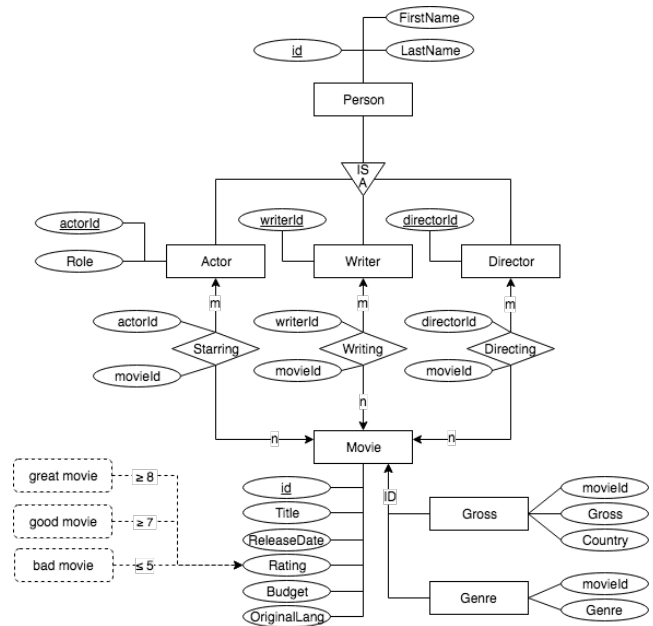 FirstName
id
LastName
Person
IS
A
actorId
writerId
directorId
Role
Actor
Writer
Director
m
m
m
actorId
writerId
directorId
Starring
Writing
Directing
movieId
movieId
movieId
n
n
n
Movie
great movie
≥ 8
id
ID
movieId
Title
Gross
Gross
good movie
≥ 7
ReleaseDate
Country
bad movie
≤ 5
Rating
Budget
movieId
Genre
OriginalLang
Genre